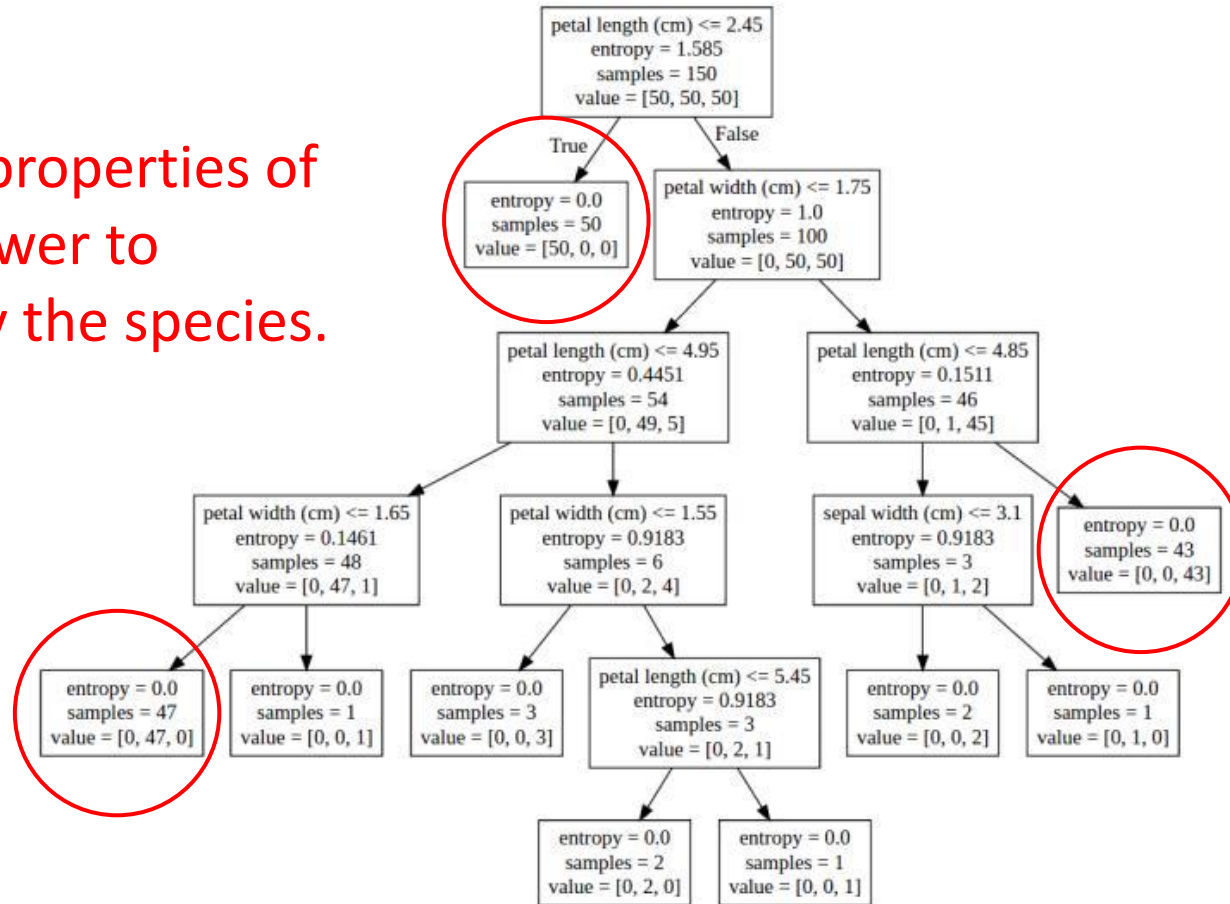 properties of
wer to
y the species.
petal length (cm) <= 2.45
entropy = 1.585
samples = 150
value = [50, 50, 50]
True
False
entropy = 0.0
samples = 50
value = [50, 0, 0]
petal width (cm) <= 1.75
entropy = 1.0
samples = 100
value = [0, 50, 50]
petal length (cm) <= 4.95
entropy = 0.4451
samples = 54
value = [0, 49, 5]
petal length (cm) <= 4.85
entropy = 0.1511
samples = 46
value = [0, 1, 45]
petal width (cm) <= 1.65
entropy = 0.1461
samples = 48
value = [0, 47, 1]
petal width (cm) <= 1.55
entropy = 0.9183
samples = 6
value = [0, 2, 4]
sepal width (cm) <= 3.1
entropy = 0.9183
samples = 3
value = [0, 1, 2]
entropy = 0.0
samples = 43
value = [0, 0, 43]
entropy = 0.0
samples = 47
value = [0, 47, 0]
entropy = 0.0
samples = 1
value = [0, 0, 1]
entropy = 0.0
samples = 3
value = [0, 0, 3]
petal length (cm) <= 5.45
entropy = 0.9183
samples = 3
value = [0, 2, 1]
entropy = 0.0
samples = 2
value = [0, 0, 2]
entropy = 0.0
samples = 1
value = [0, 1, 0]
entropy = 0.0
samples = 2
value = [0, 2, 0]
entropy = 0.0
samples = 1
value = [0, 0, 1]